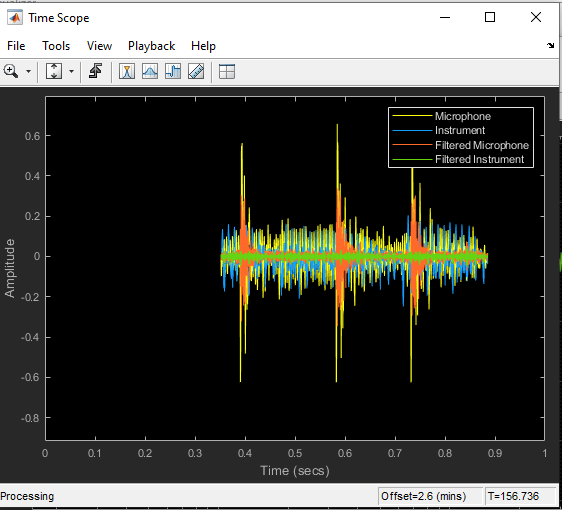 Time Scope
File Tools View Playback Help
Microphone
Instrument
Filtered Microphone
Filtered Instrument
0.6
0.4
0.2
0
-0.2
-0.4
-0.6
-0.8
Amplitude
0 0.1 0.2 0.3 0.4 0.5 0.6 0.7 0.8 0.9 1
Time (secs)
Processing Offset=2.6 (mins) T=156.736